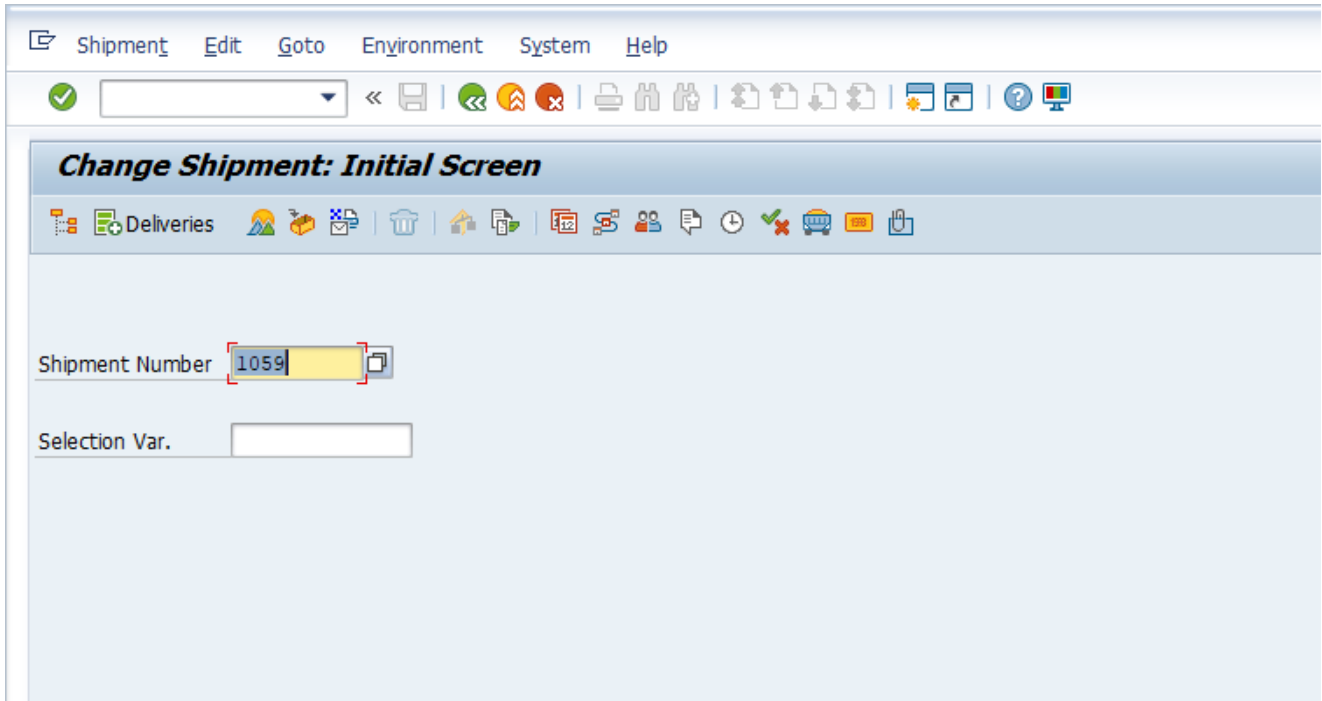 Shipment Edit Goto Environment System Help
Change Shipment: Initial Screen
Deliveries
Shipment Number 1059
Selection Var.